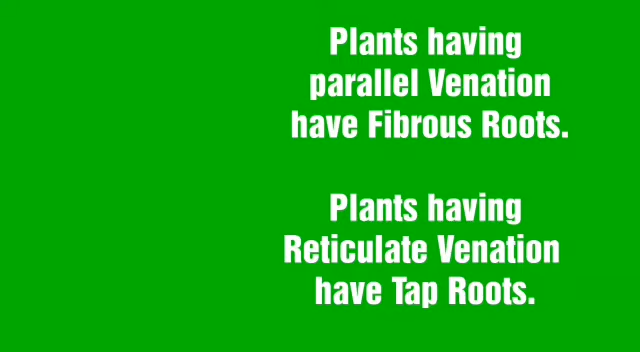 Plants having
parallel Venation
have Fibrous Roots.
Plants having
Reticulate Venation
have Tap Roots.